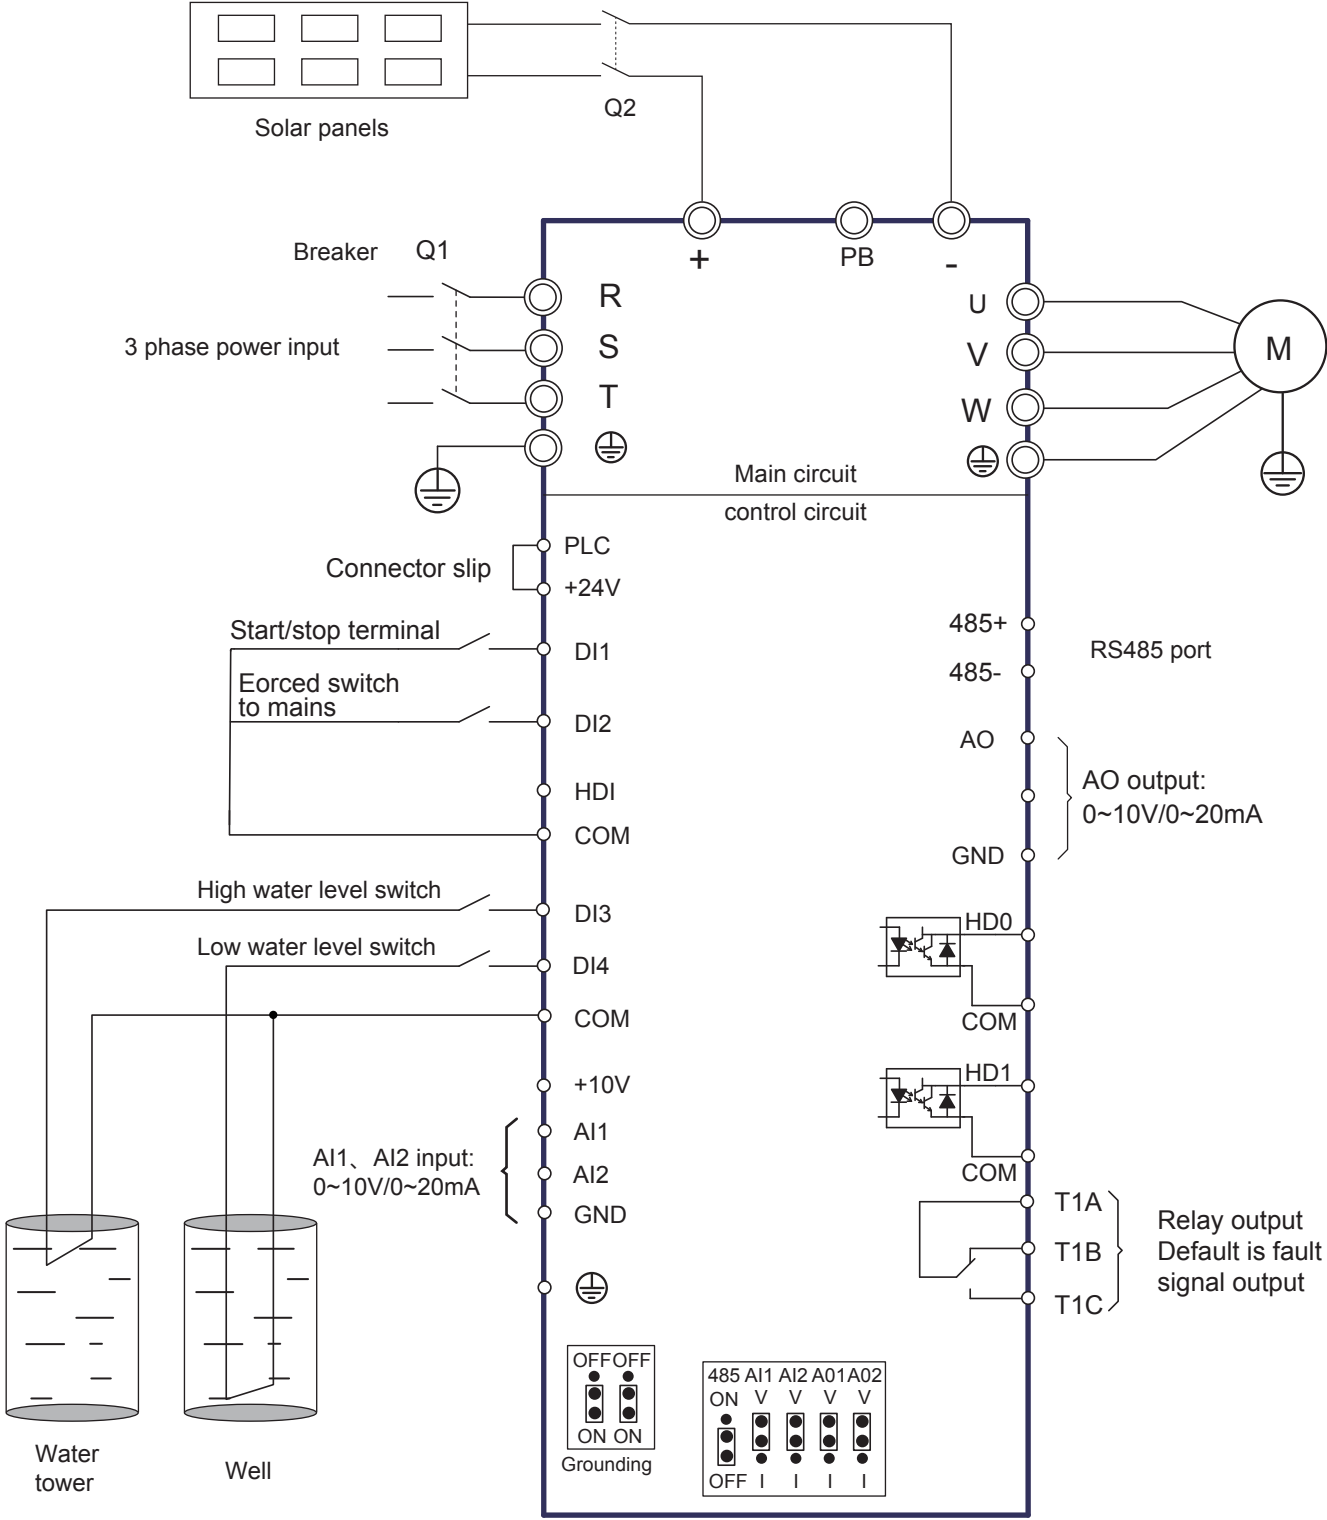 Solar panels
Q2
Breaker Q1
3 phase power input
+
PB
-
R
S
T
U
V
W
M
Main circuit
control circuit
Connector slip
PLC
+24V
Start/stop terminal
DI1
Eorced switch
to mains
DI2
HDI
COM
High water level switch
DI3
Low water level switch
DI4
COM
+10V
AI1、AI2 input:
0~10V/0~20mA
AI1
AI2
GND
485+
485-
RS485 port
AO
GND
AO output:
0~10V/0~20mA
HD0
COM
HD1
COM
T1A
T1B
T1C
Relay output
Default is fault
signal output
Water
tower
Well
OFFOFF
ON ON
Grounding
485 AI1 AI2 A01A02
ON V V V V
OFF I I I I